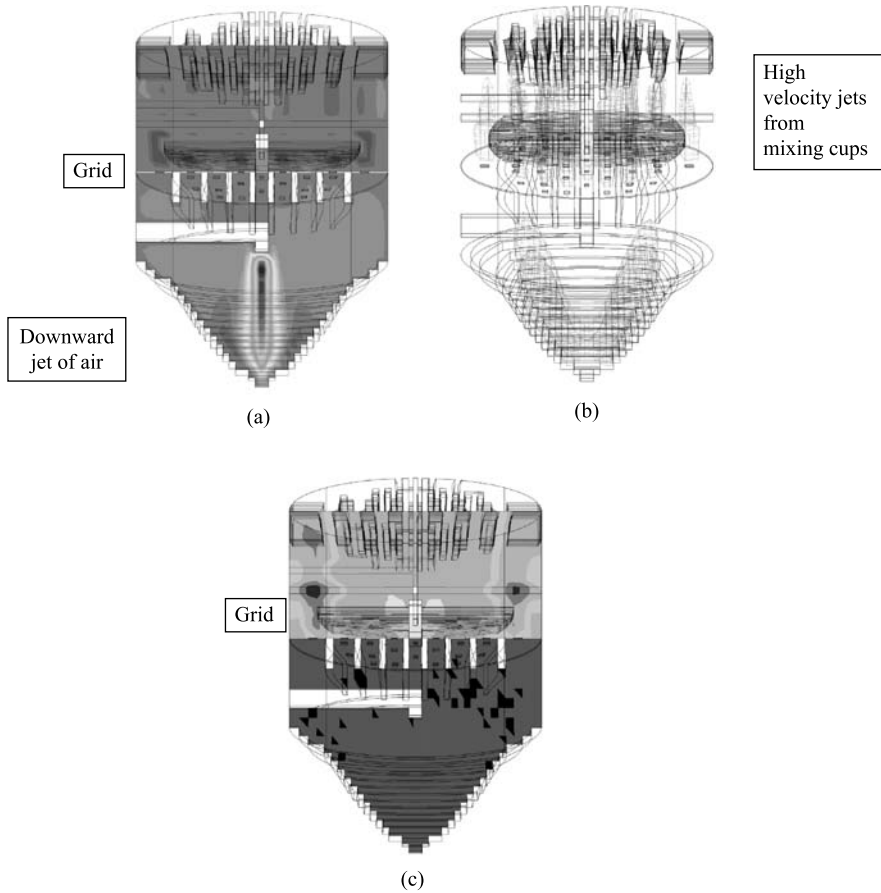 High
velocity jets
from
mixing cups
Grid
Downward
jet of air
(a)
(b)
Grid
(c)